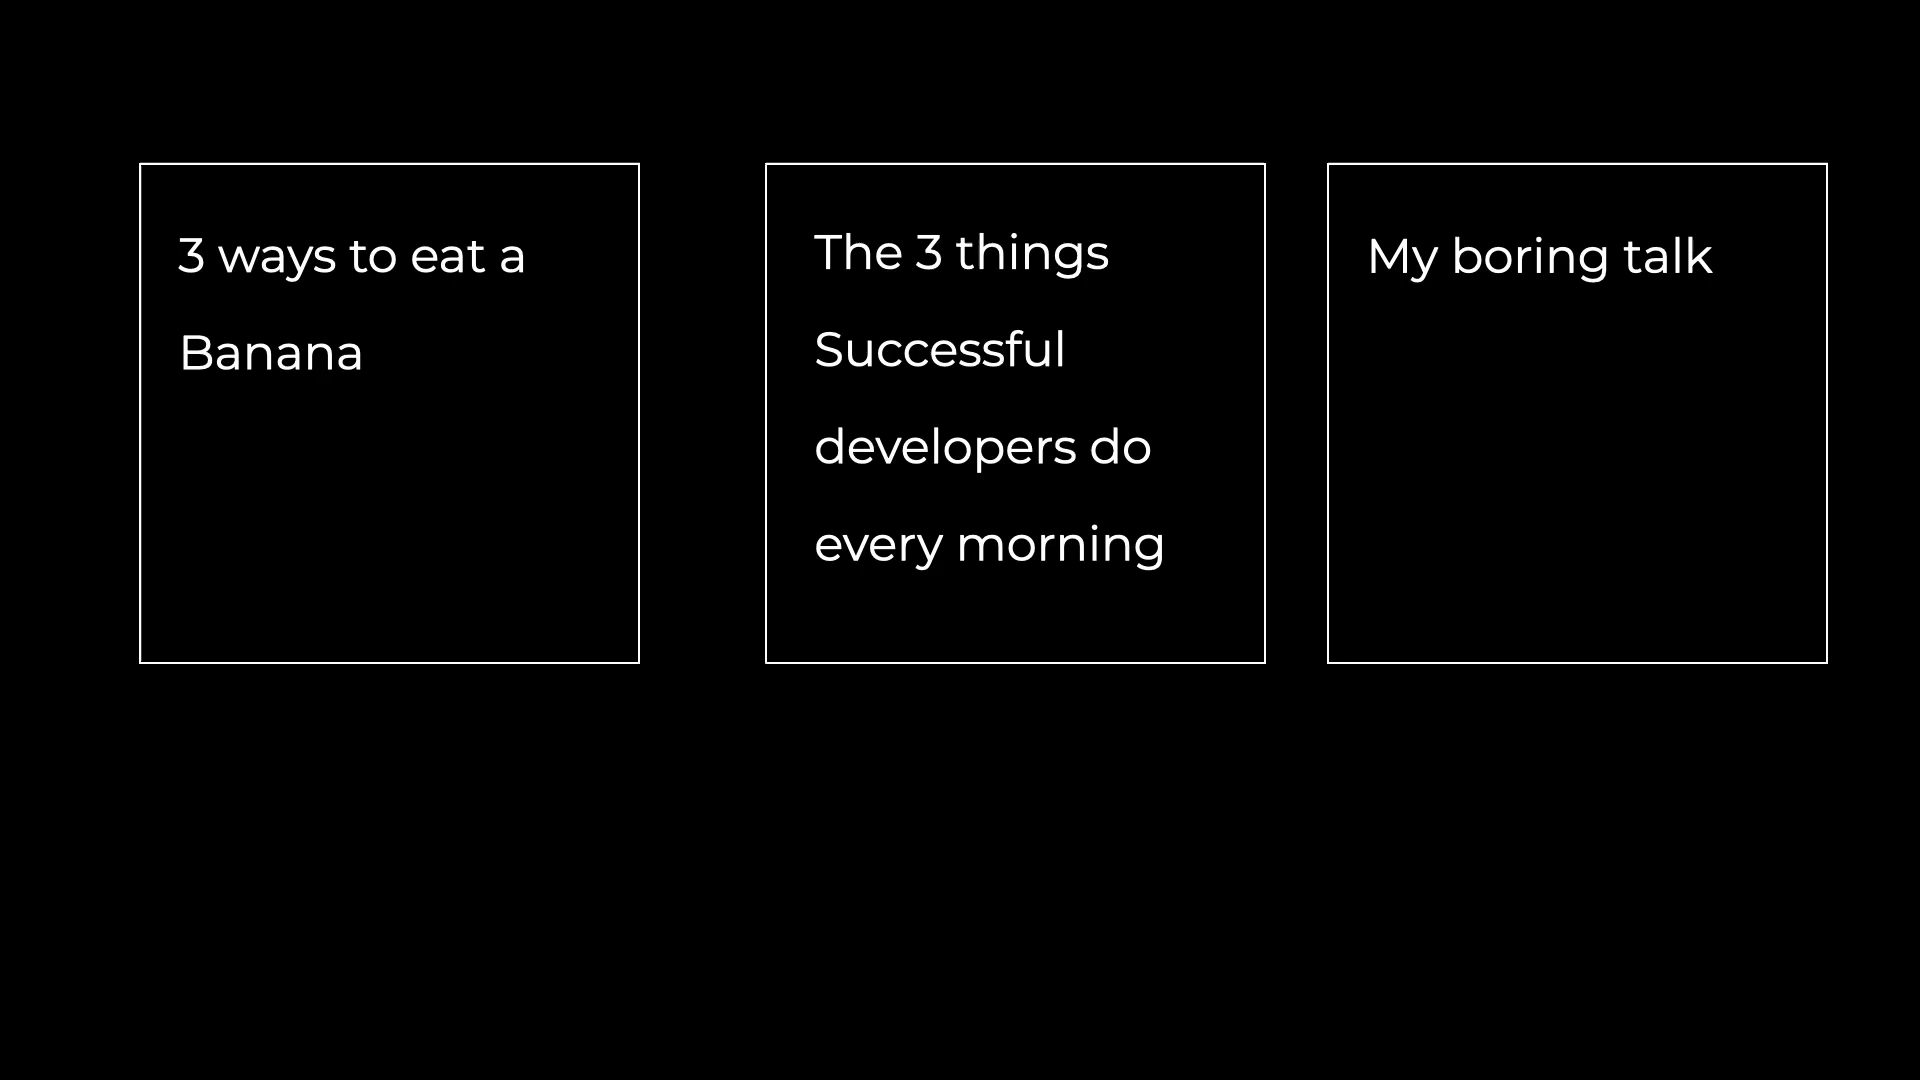 3 ways to eat a
Banana
The 3 things
Successful
developers do
every morning
My boring talk